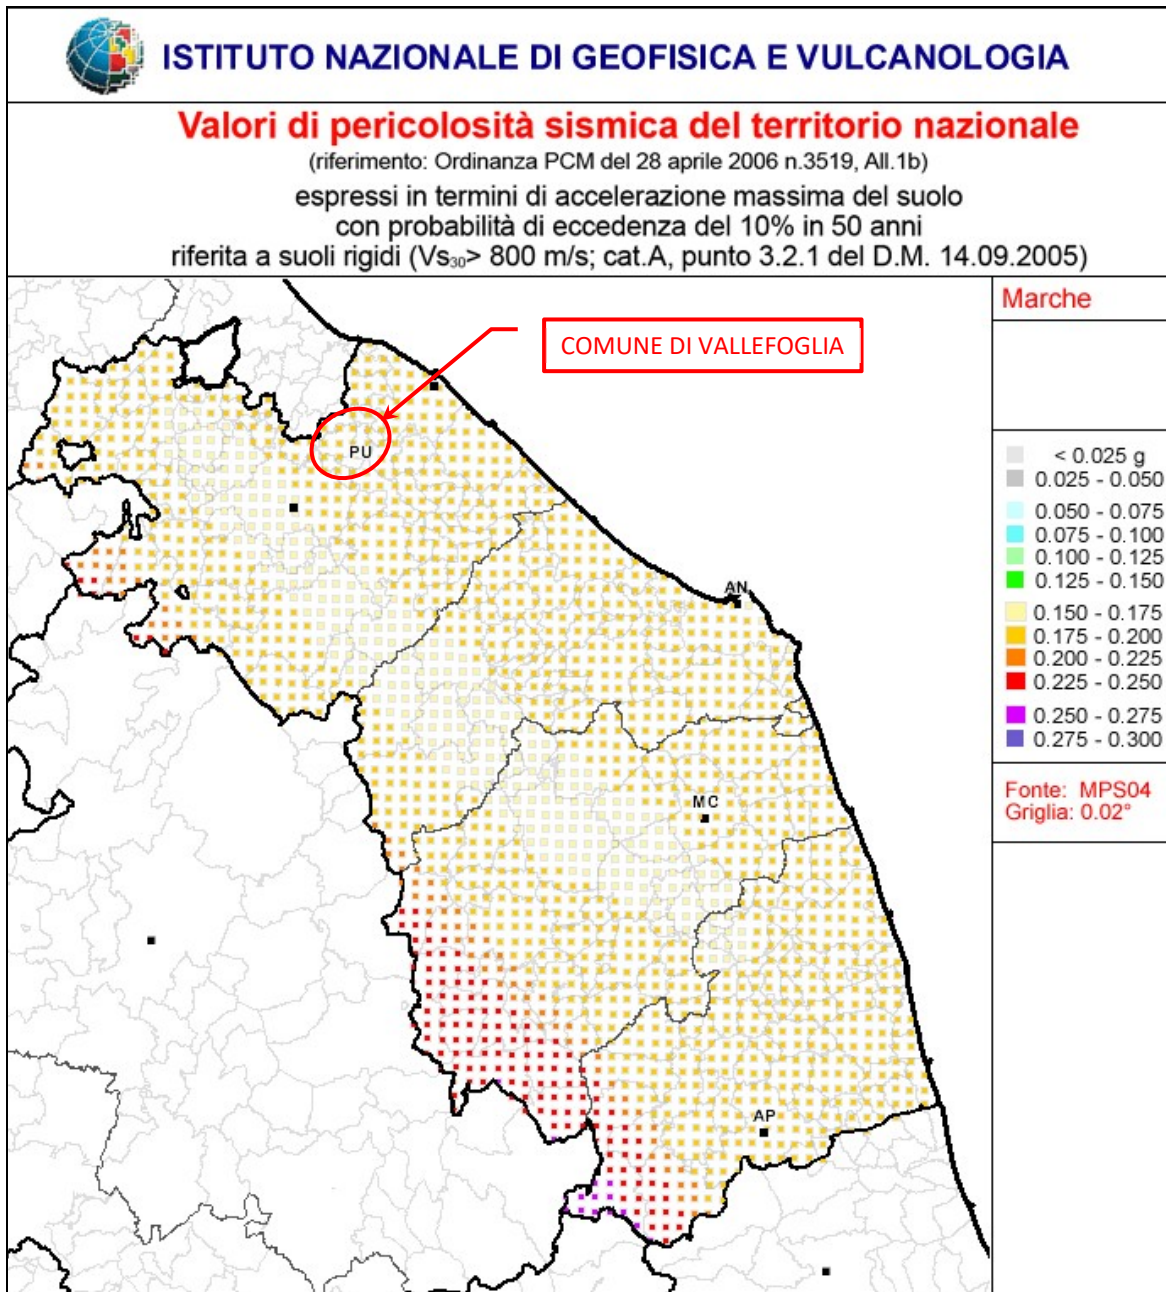 ISTITUTO NAZIONALE DI GEOFISICA E VULCANOLOGIA
Valori di pericolosità sismica del territorio nazionale
(riferimento: Ordinanza PCM del 28 aprile 2006 n.3519, All.1b)
espressi in termini di accelerazione massima del suolo
con probabilità di eccedenza del 10% in 50 anni
riferita a suoli rigidi (Vs30> 800 m/s; cat.A, punto 3.2.1 del D.M. 14.09.2005)
Marche
COMUNE DI VALLEFOGLIA
PU
AN
MC
AP
< 0.025 g
0.025 - 0.050
0.050 - 0.075
0.075 - 0.100
0.100 - 0.125
0.125 - 0.150
0.150 - 0.175
0.175 - 0.200
0.200 - 0.225
0.225 - 0.250
0.250 - 0.275
0.275 - 0.300
Fonte: MPS04
Griglia: 0.02°